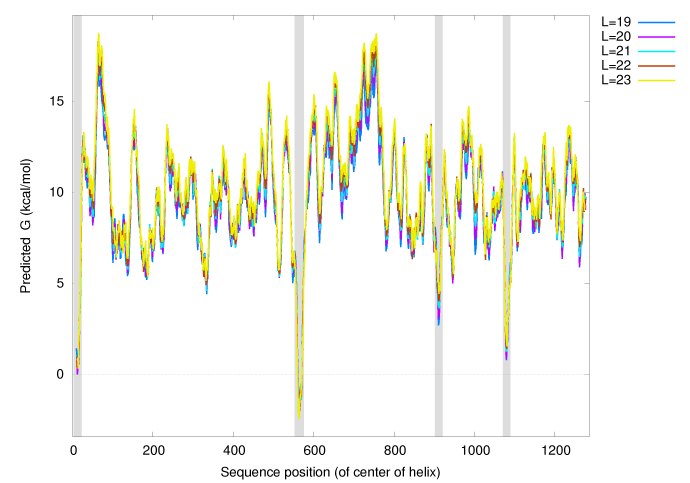 L=19
L=20
L=21
L=22
L=23
15
10
5
0
Predicted G (kcal/mol)
0 200 400 600 800 1000 1200
Sequence position (of center of helix)